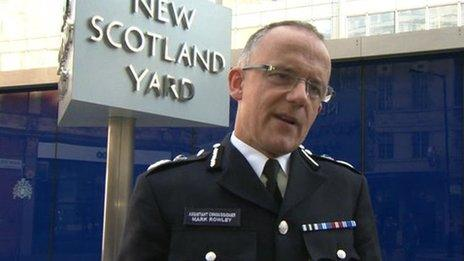 NEW
SCOTLAND
YARD
ASSISTANT COMMISSIONER
MARK ROWLEY